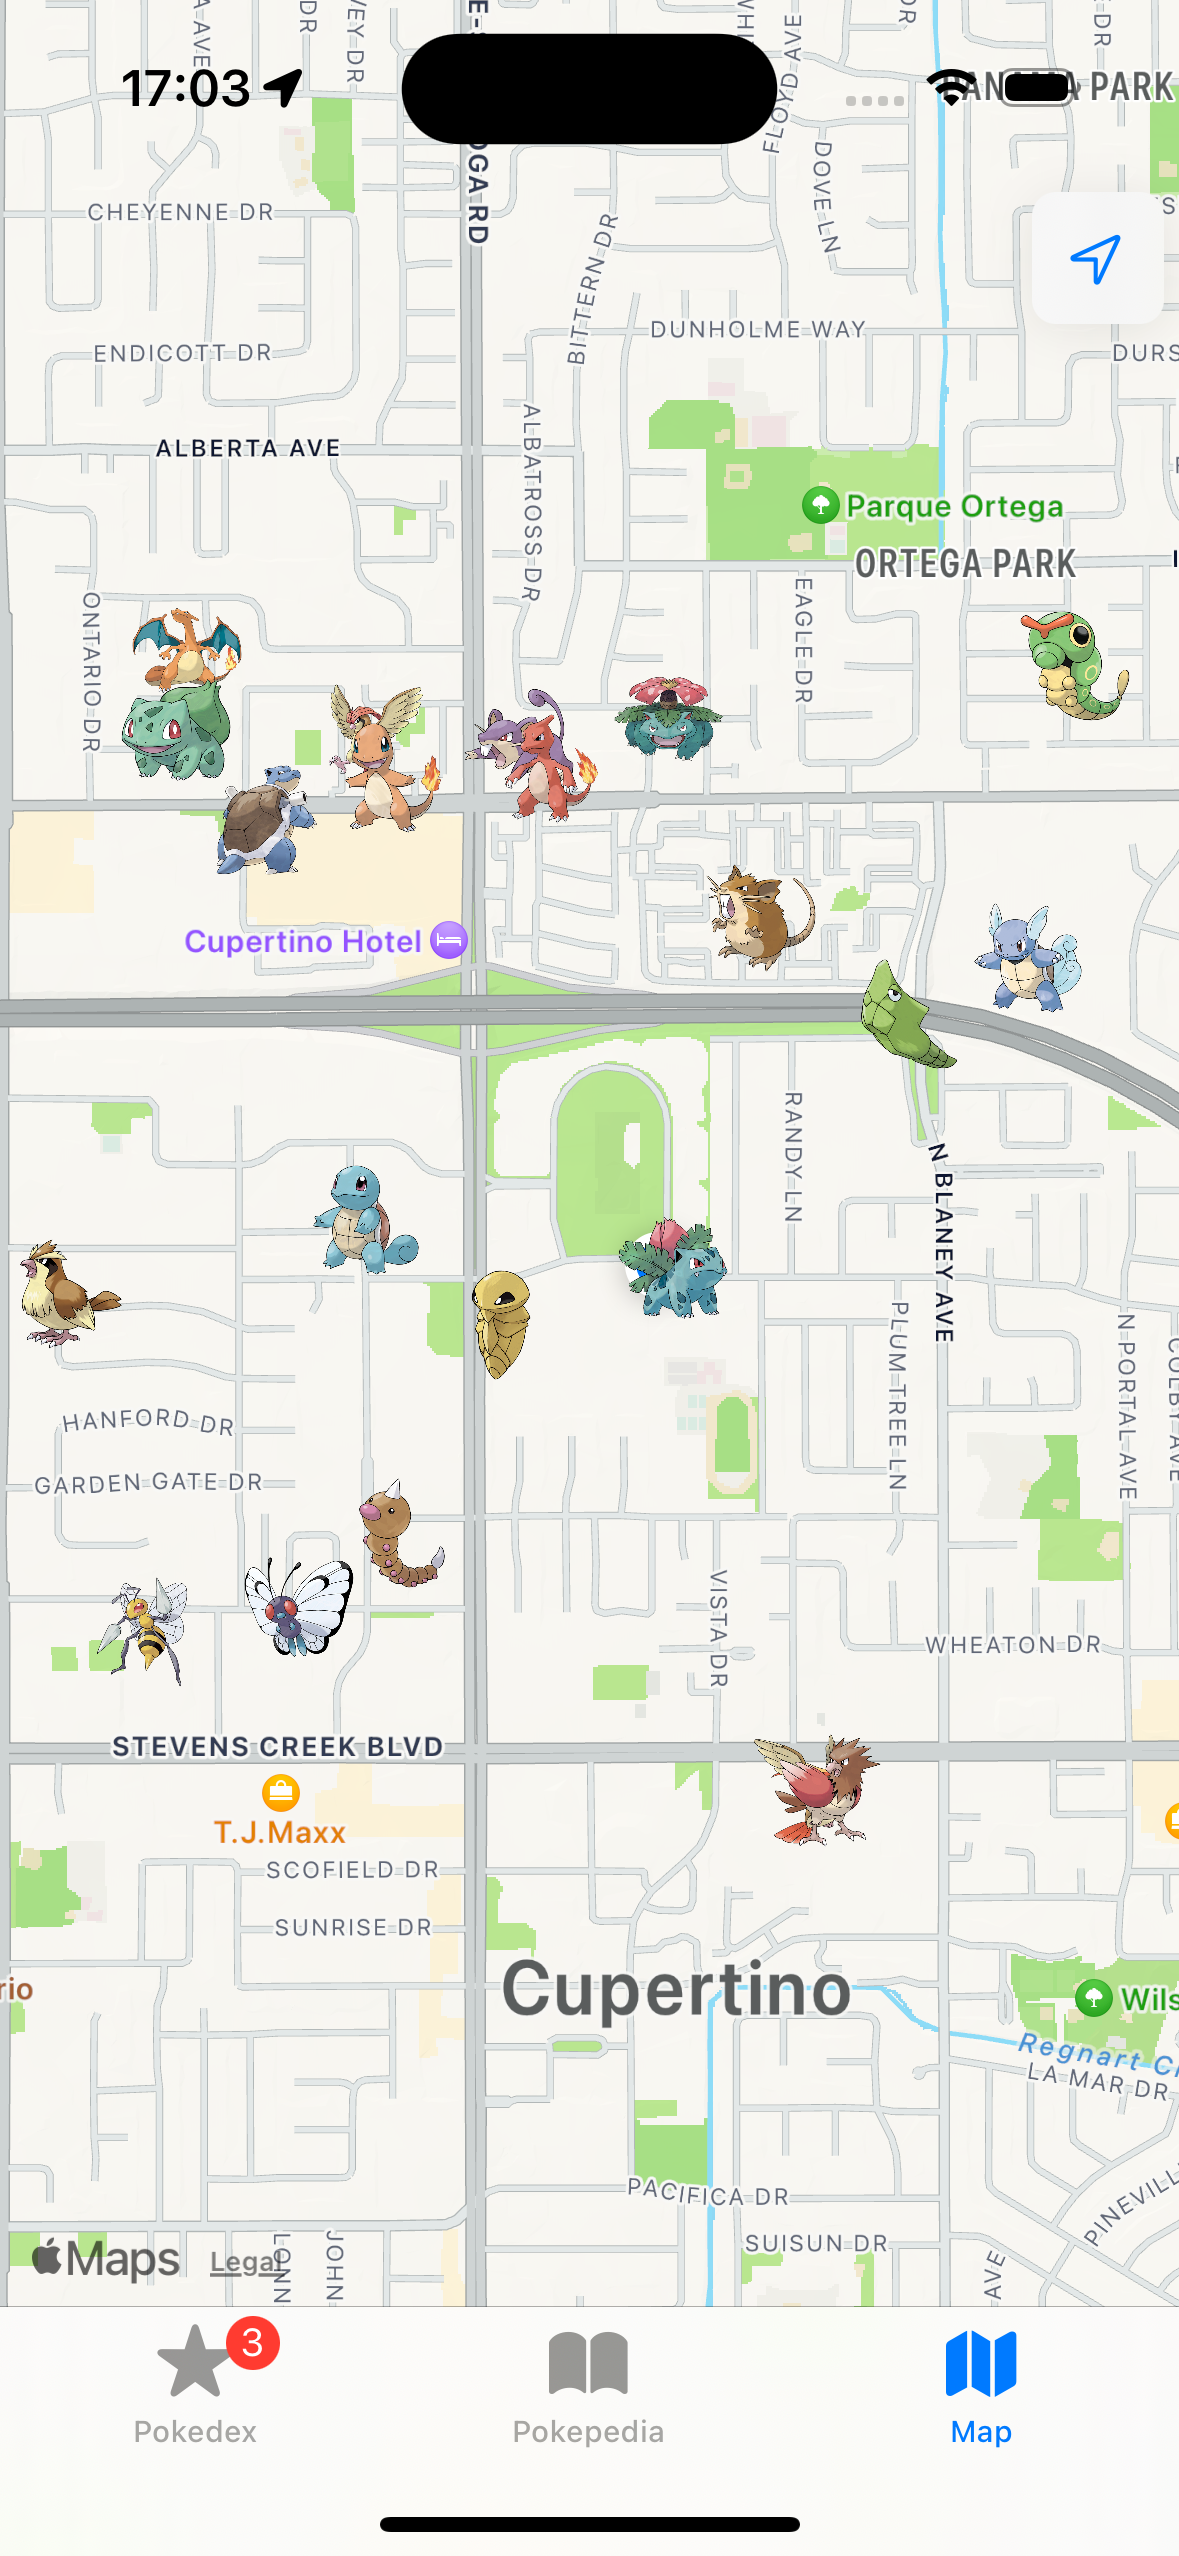 17:03
PARK
CHEYENNE DR
DOVE LN
BITTERN DR
DUNHOLME WAY
ENDICOTT DR
ALBERTA AVE
ALBATROSS DR
Parque Ortega
ORTEGA PARK
EAGLE DR
ONTARIO DR
Cupertino Hotel
RANDY LN
N BLANEY AVE
PLUM TREE LN
N PORTAL AVE
HANFORD DR
GARDEN GATE DR
VISTA DR
WHEATON DR
STEVENS CREEK BLVD
T.J.Maxx
SCOFIELD DR
SUNRISE DR
Cupertino
Regnart
LA MAR DR
PACIFICA DR
SUISUN DR
AVE
JOHN
Maps
Legal
3
Pokedex
Pokepedia
Map